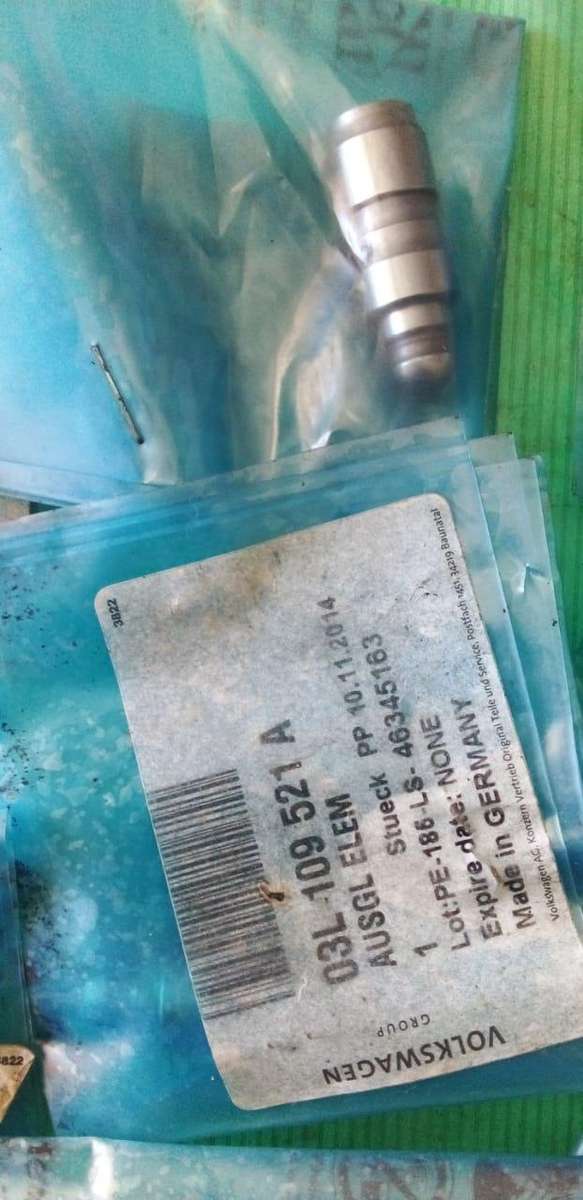 3822
03L 109 521 A
AUSGL ELEM
Stueck PP 10.11.2014
1 Lot:PE-186-LS- 46345163
Expire date: NONE
Made in GERMANY
Volkswagen AG, Konzern Vertrieb Original Teile und Service, Postfach 1451, 34219 Baunatal
VOLKSWAGEN
GROUP
3822